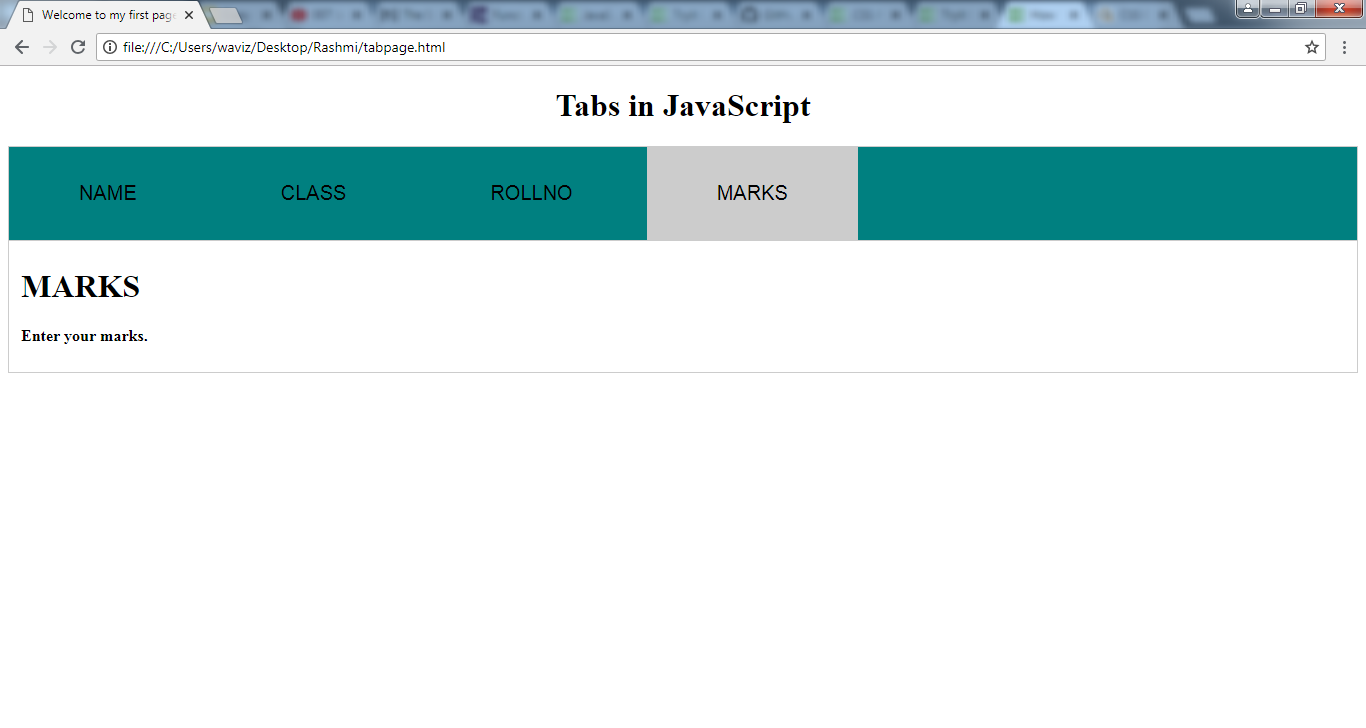 Welcome to my first page
file:///C:/Users/waviz/Desktop/Rashmi/tabpage.html
Tabs in JavaScript
NAME CLASS ROLLNO MARKS
MARKS
Enter your marks.